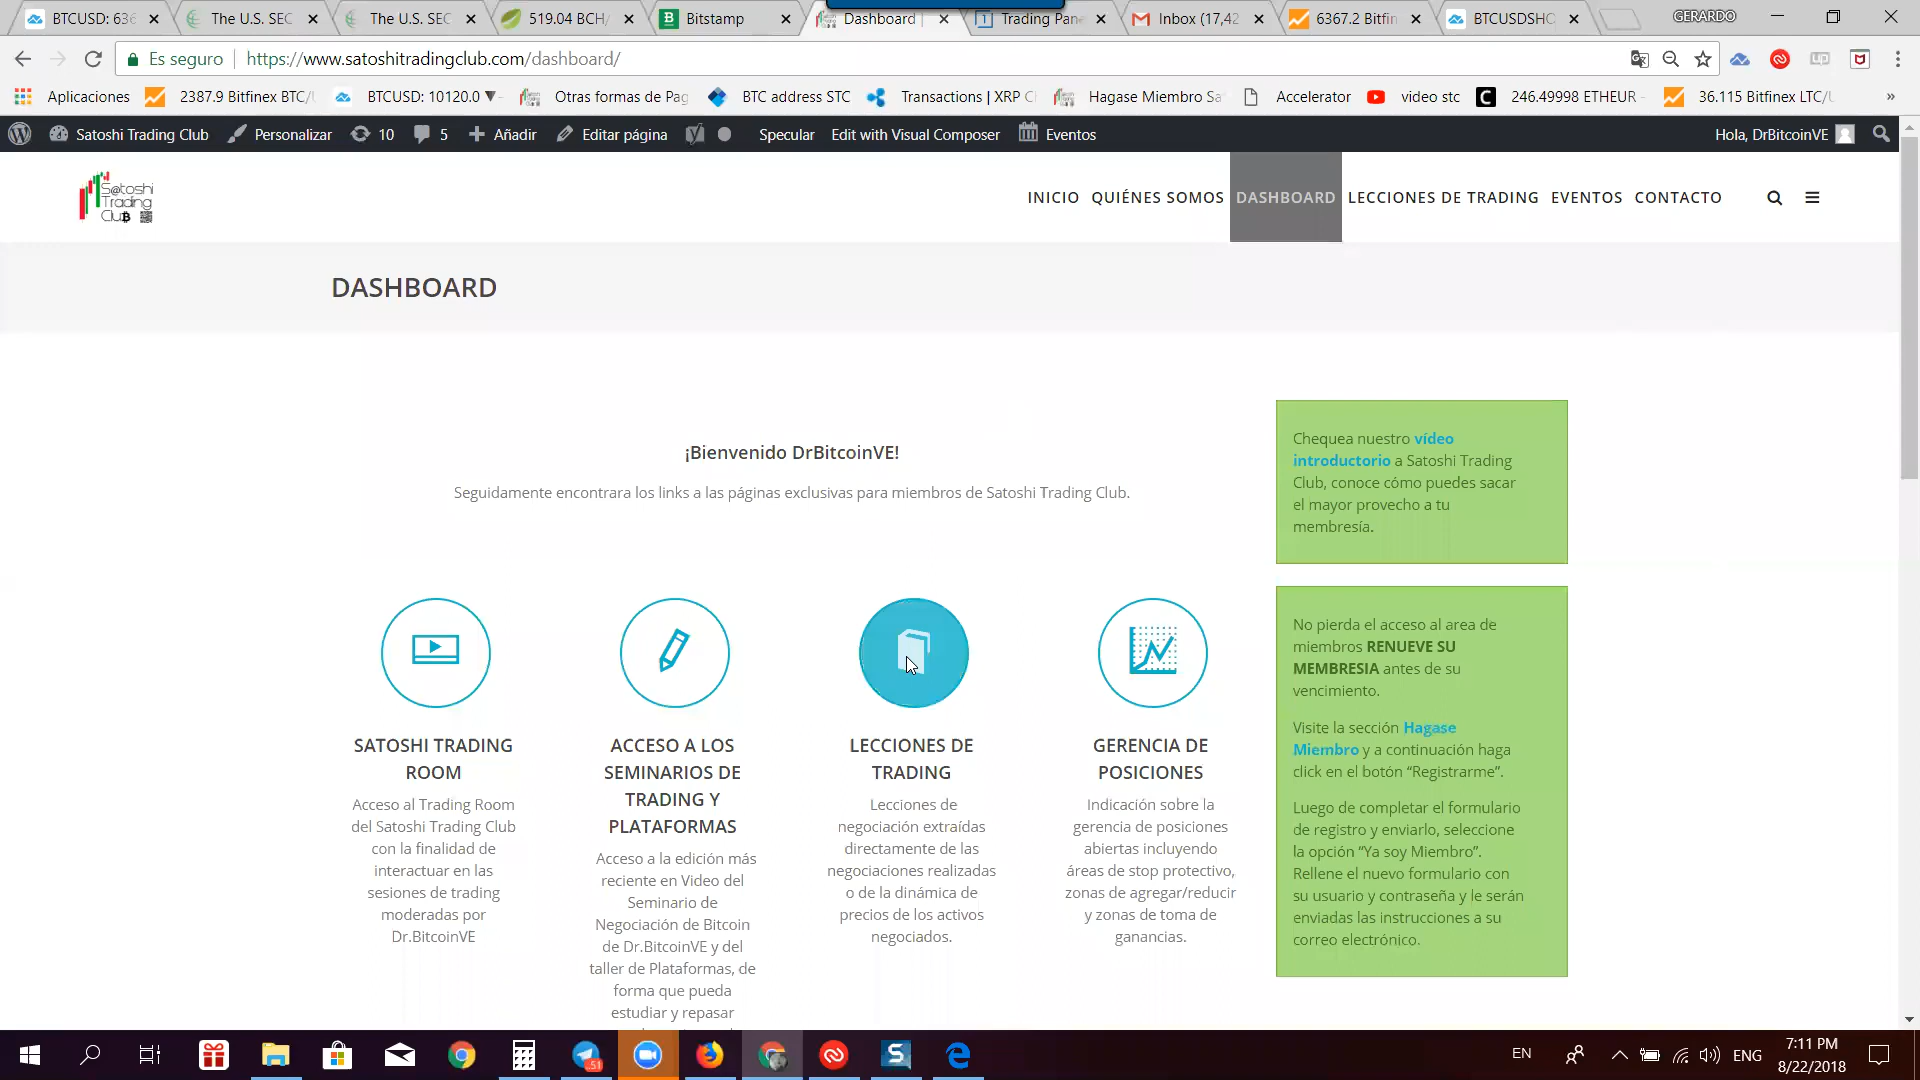 BTCUSD: 636
The U.S. SEC
The U.S. SEC
519.04 BCH/
Bitstamp
Dashboard
Trading Pan
Inbox (17,42
6367.2 Bitfin
BTCUSDSHO
GERARDO
Es seguro
https://www.satoshitradingclub.com/dashboard/
Aplicaciones
2387.9 Bitfinex BTC/
BTCUSD: 10120.0 ▼
Otras formas de Pag
BTC address STC
Transactions | XRP C
Hagase Miembro Sa
Accelerator
video stc
246.49998 ETHEUR
36.115 Bitfinex LTC/U
»
Satoshi Trading Club
Personalizar
10
5
Añadir
Editar página
Specular
Edit with Visual Composer
Eventos
Hola, DrBitcoinVE
Satoshi
Trading
Club
INICIO
QUIÉNES SOMOS
DASHBOARD
LECCIONES DE TRADING
EVENTOS
CONTACTO
DASHBOARD
¡Bienvenido DrBitcoinVE!
Seguidamente encontrara los links a las páginas exclusivas para miembros de Satoshi Trading Club.
SATOSHI TRADING
ROOM
Acceso al Trading Room
del Satoshi Trading Club
con la finalidad de
interactuar en las
sesiones de trading
moderadas por
Dr.BitcoinVE
ACCESO A LOS
SEMINARIOS DE
TRADING Y
PLATAFORMAS
Acceso a la edición más
reciente en Video del
Seminario de
Negociación de Bitcoin
de Dr.BitcoinVE y del
taller de Plataformas, de
forma que pueda
estudiar y repasar
LECCIONES DE
TRADING
Lecciones de
negociación extraídas
directamente de las
negociaciones realizadas
o de la dinámica de
precios de los activos
negociados.
GERENCIA DE
POSICIONES
Indicación sobre la
gerencia de posiciones
abiertas incluyendo
áreas de stop protectivo,
zonas de agregar/reducir
y zonas de toma de
ganancias.
Chequea nuestro vídeo
introductorio a Satoshi Trading
Club, conoce cómo puedes sacar
el mayor provecho a tu
membresía.
No pierda el acceso al area de
miembros RENUEVE SU
MEMBRESIA antes de su
vencimiento.
Visite la sección Hagase
Miembro y a continuación haga
click en el botón “Registrarme”.
Luego de completar el formulario
de registro y enviarlo, seleccione
la opción “Ya soy Miembro”.
Rellene el nuevo formulario con
su usuario y contraseña y le serán
enviadas las instrucciones a su
correo electrónico.
51
EN
ENG
7:11 PM
8/22/2018